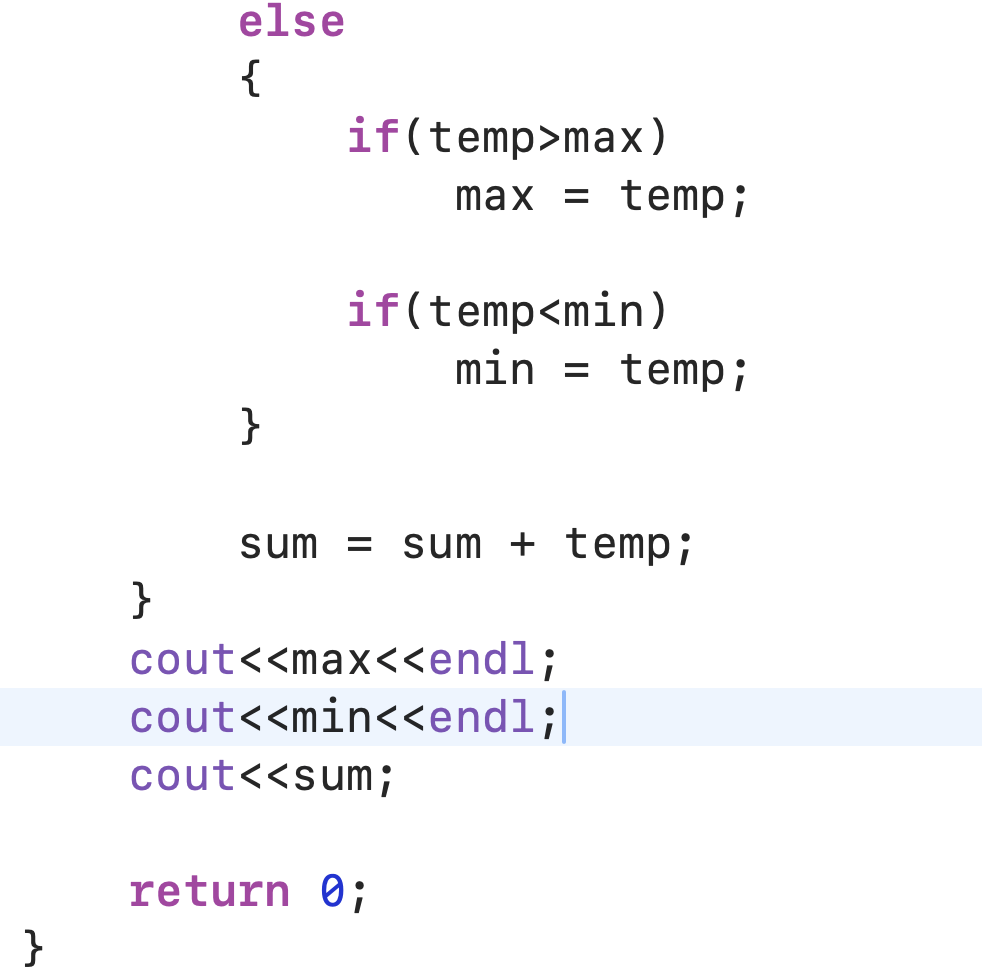 else
{
if(temp>max)
max = temp;
if(temp<min)
min = temp;
}
sum = sum + temp;
}
cout<<max<<endl;
cout<<min<<endl;
cout<<sum;
return 0;
}